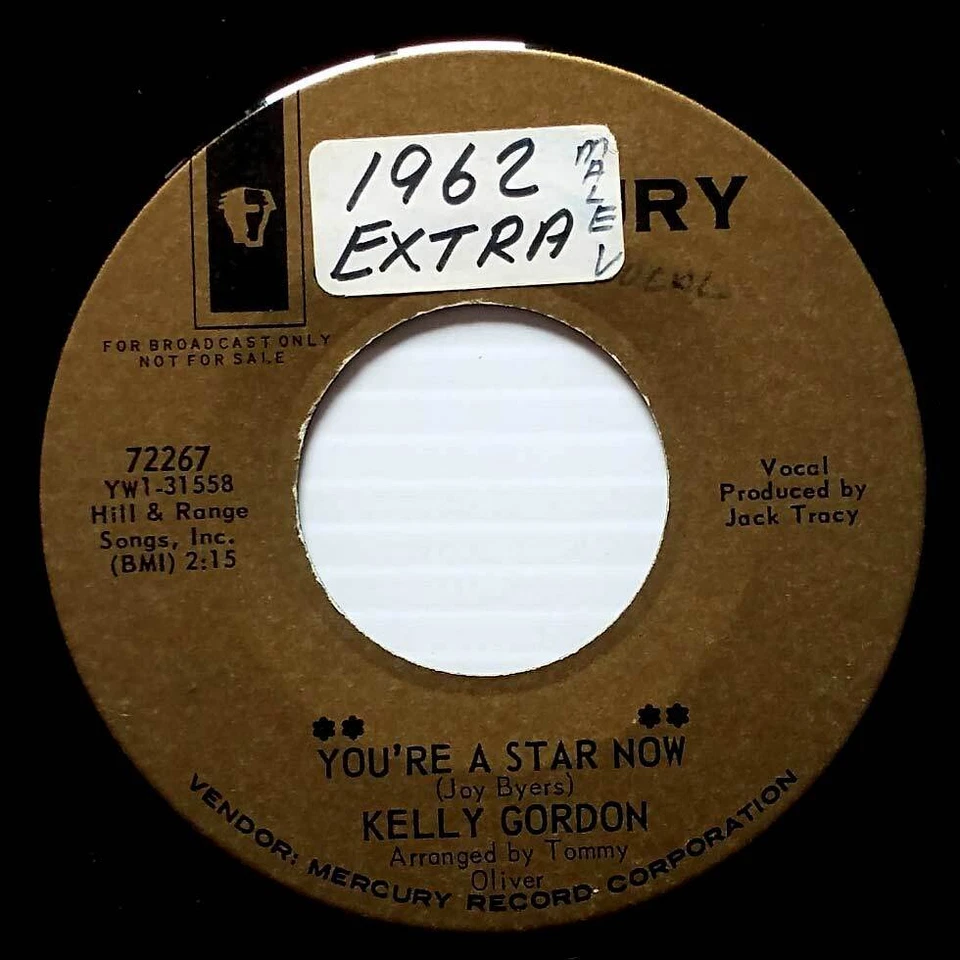 1962
EXTRA
MALE V
RY
VOCAL
FOR BROADCAST ONLY
NOT FOR SALE
72267
YW1-31558
Hill & Range
Songs, Inc.
(BMI) 2:15
Vocal
Produced by
Jack Tracy
** **
YOU'RE A STAR NOW
(Joy Byers)
KELLY GORDON
Arranged by Tommy
Oliver
VENDOR: MERCURY RECORD CORPORATION